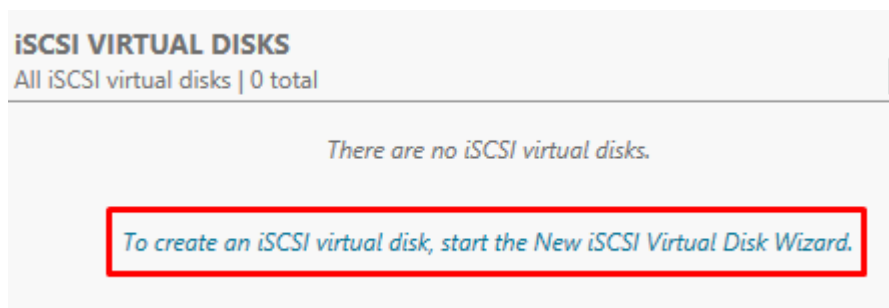 iSCSI VIRTUAL DISKS
All iSCSI virtual disks | 0 total
There are no iSCSI virtual disks.
To create an iSCSI virtual disk, start the New iSCSI Virtual Disk Wizard.